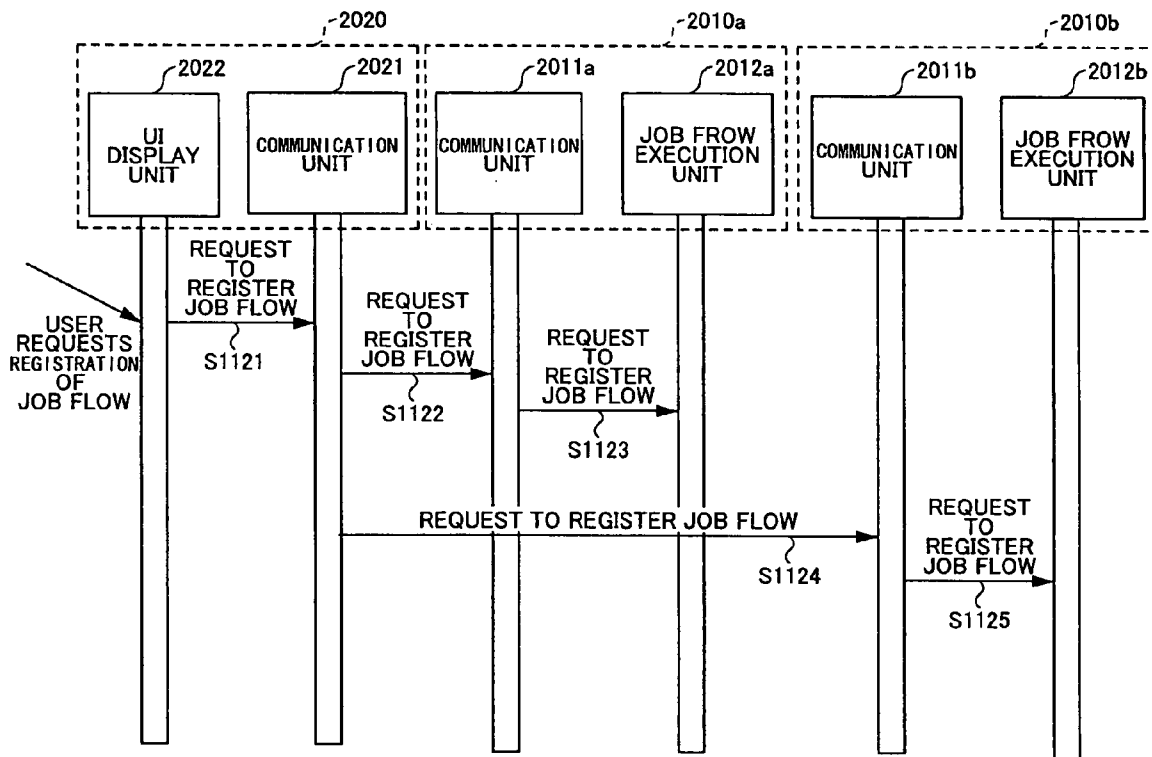 2020
2010a
2010b
2022
2021
2011a
2012a
2011b
2012b
UI
DISPLAY
UNIT
COMMUNICATION
UNIT
COMMUNICATION
UNIT
JOB FROW
EXECUTION
UNIT
COMMUNICATION
UNIT
JOB FROW
EXECUTION
UNIT
USER
REQUESTS
REGISTRATION
OF
JOB FLOW
REQUEST
TO
REGISTER
JOB FLOW
S1121
REQUEST
TO
REGISTER
JOB FLOW
S1122
REQUEST
TO
REGISTER
JOB FLOW
S1123
REQUEST TO REGISTER JOB FLOW
S1124
REQUEST
TO
REGISTER
JOB FLOW
S1125